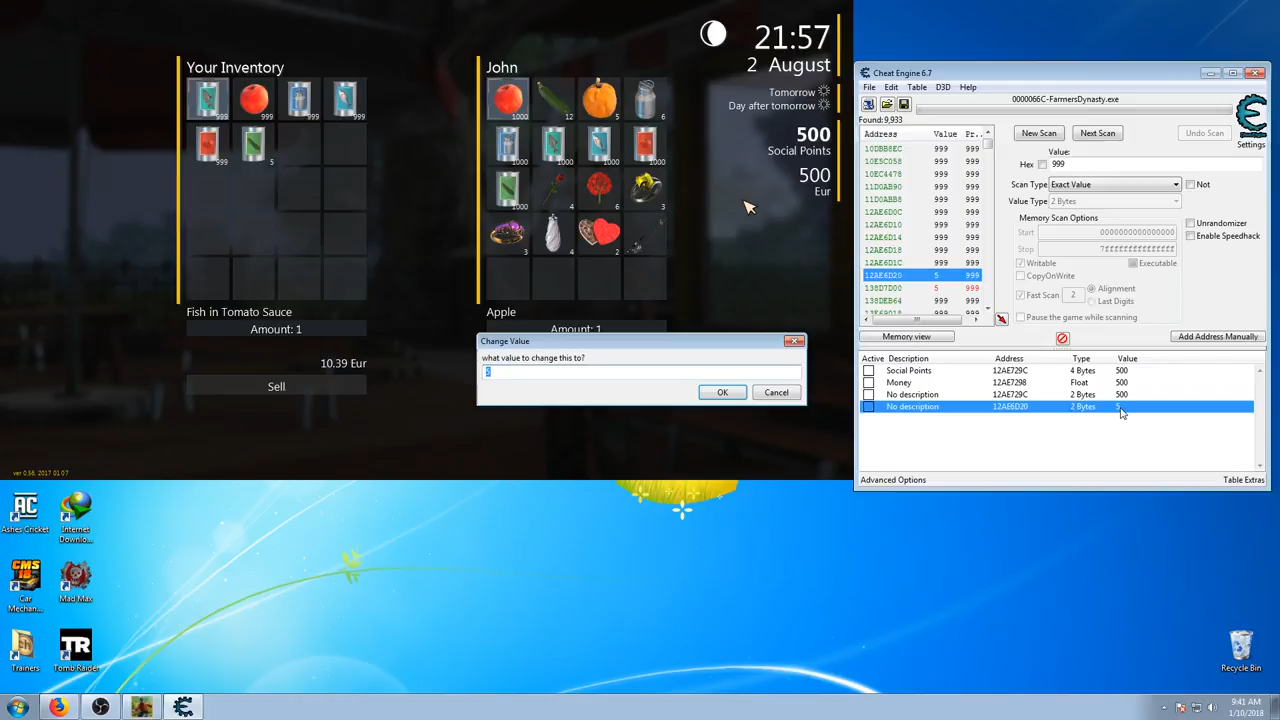 21:57
2 August
Tomorrow
Day after tomorrow
500
Social Points
500
Eur
Your Inventory
999 999 999 999
999 5
Fish in Tomato Sauce
Amount: 1
10.39 Eur
Sell
John
1000 12 6 6
1000 1000 1000 1000
1000 4 6 3
3 4 2
Apple
Amount: 1
ver 0.56, 2017 01 07
Change Value
what value to change this to?
5
OK
Cancel
Cheat Engine 6.7
File Edit Table D3D Help
0000066C-FarmersDynasty.exe
Found: 9,933
Settings
Address Value Pr...
10DBB8EC 999 999
10E5C058 999 999
10EC4478 999 999
11D0AB90 999 999
11D0ABB8 999 999
12AE6D0C 999 999
12AE6D10 999 999
12AE6D14 999 999
12AE6D18 999 999
12AE6D1C 999 999
12AE6D20 5 999
138D7D00 5 999
138DEB64 999 999
New Scan
Next Scan
Undo Scan
Value:
Hex 999
Scan Type Exact Value Not
Value Type 2 Bytes
Memory Scan Options
Start 0000000000000000
Stop 7fffffffffffffff
Writable Executable
CopyOnWrite
Fast Scan 2 Alignment
Last Digits
Pause the game while scanning
Unrandomizer
Enable Speedhack
Memory view
Add Address Manually
Active Description Address Type Value
Social Points 12AE729C 4 Bytes 500
Money 12AE7298 Float 500
No description 12AE729C 2 Bytes 500
No description 12AE6D20 2 Bytes 5
Advanced Options
Table Extras
Ashes Cricket
Internet Downlo...
Car Mechan...
Mad Max
Trainers
Tomb Raider
Recycle Bin
9:41 AM
1/10/2018